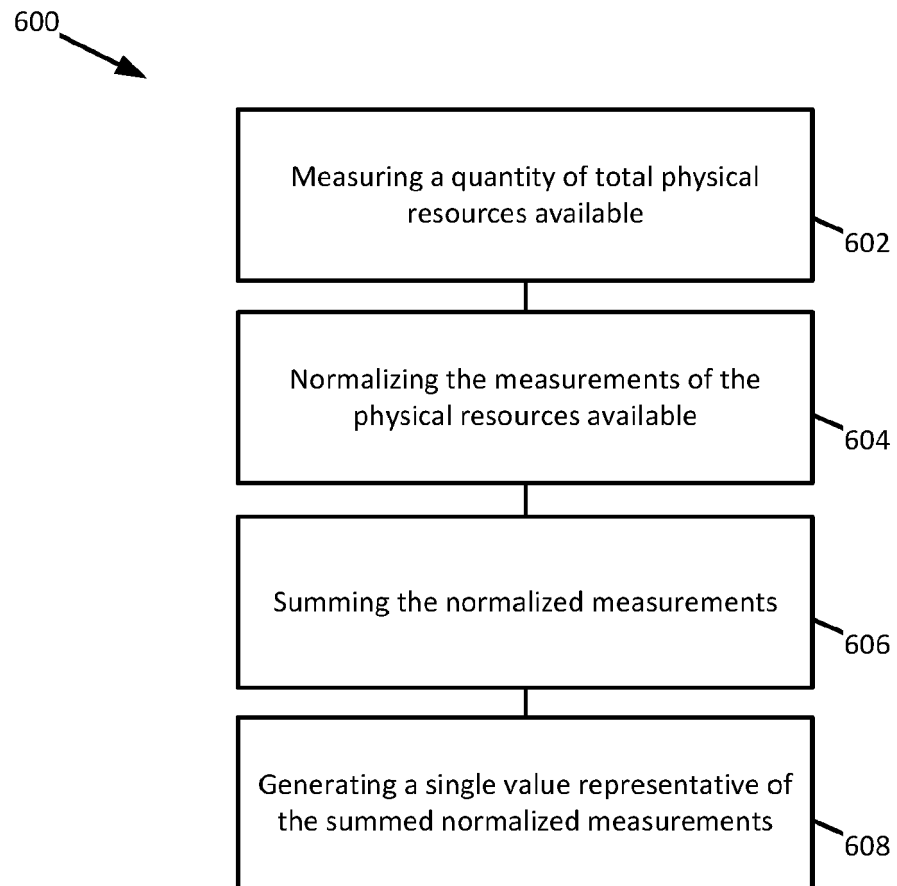 600
Measuring a quantity of total physical
resources available
602
Normalizing the measurements of the
physical resources available
604
Summing the normalized measurements
606
Generating a single value representative of
the summed normalized measurements
608